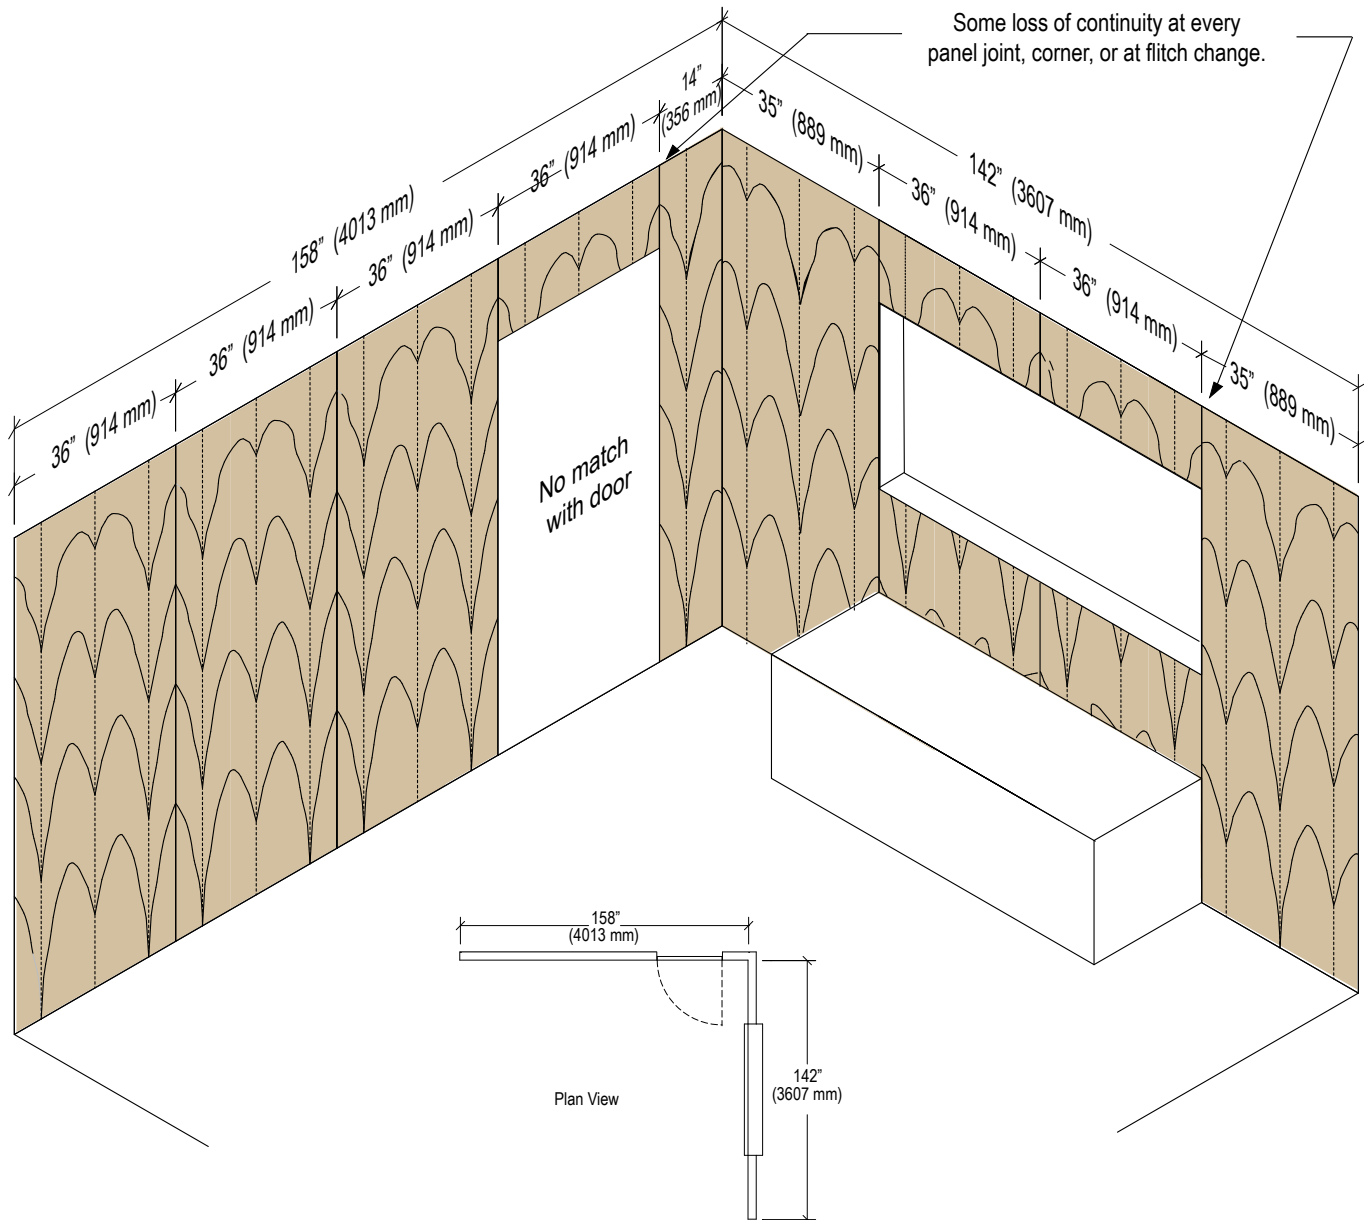 Some loss of continuity at every
panel joint, corner, or at flitch change.
14”
(356 mm)
36” (914 mm)
158” (4013 mm)
36” (914 mm)
36” (914 mm)
36” (914 mm)
35” (889 mm)
142” (3607 mm)
36” (914 mm)
36” (914 mm)
35” (889 mm)
No match
with door
158”
(4013 mm)
142”
(3607 mm)
Plan View